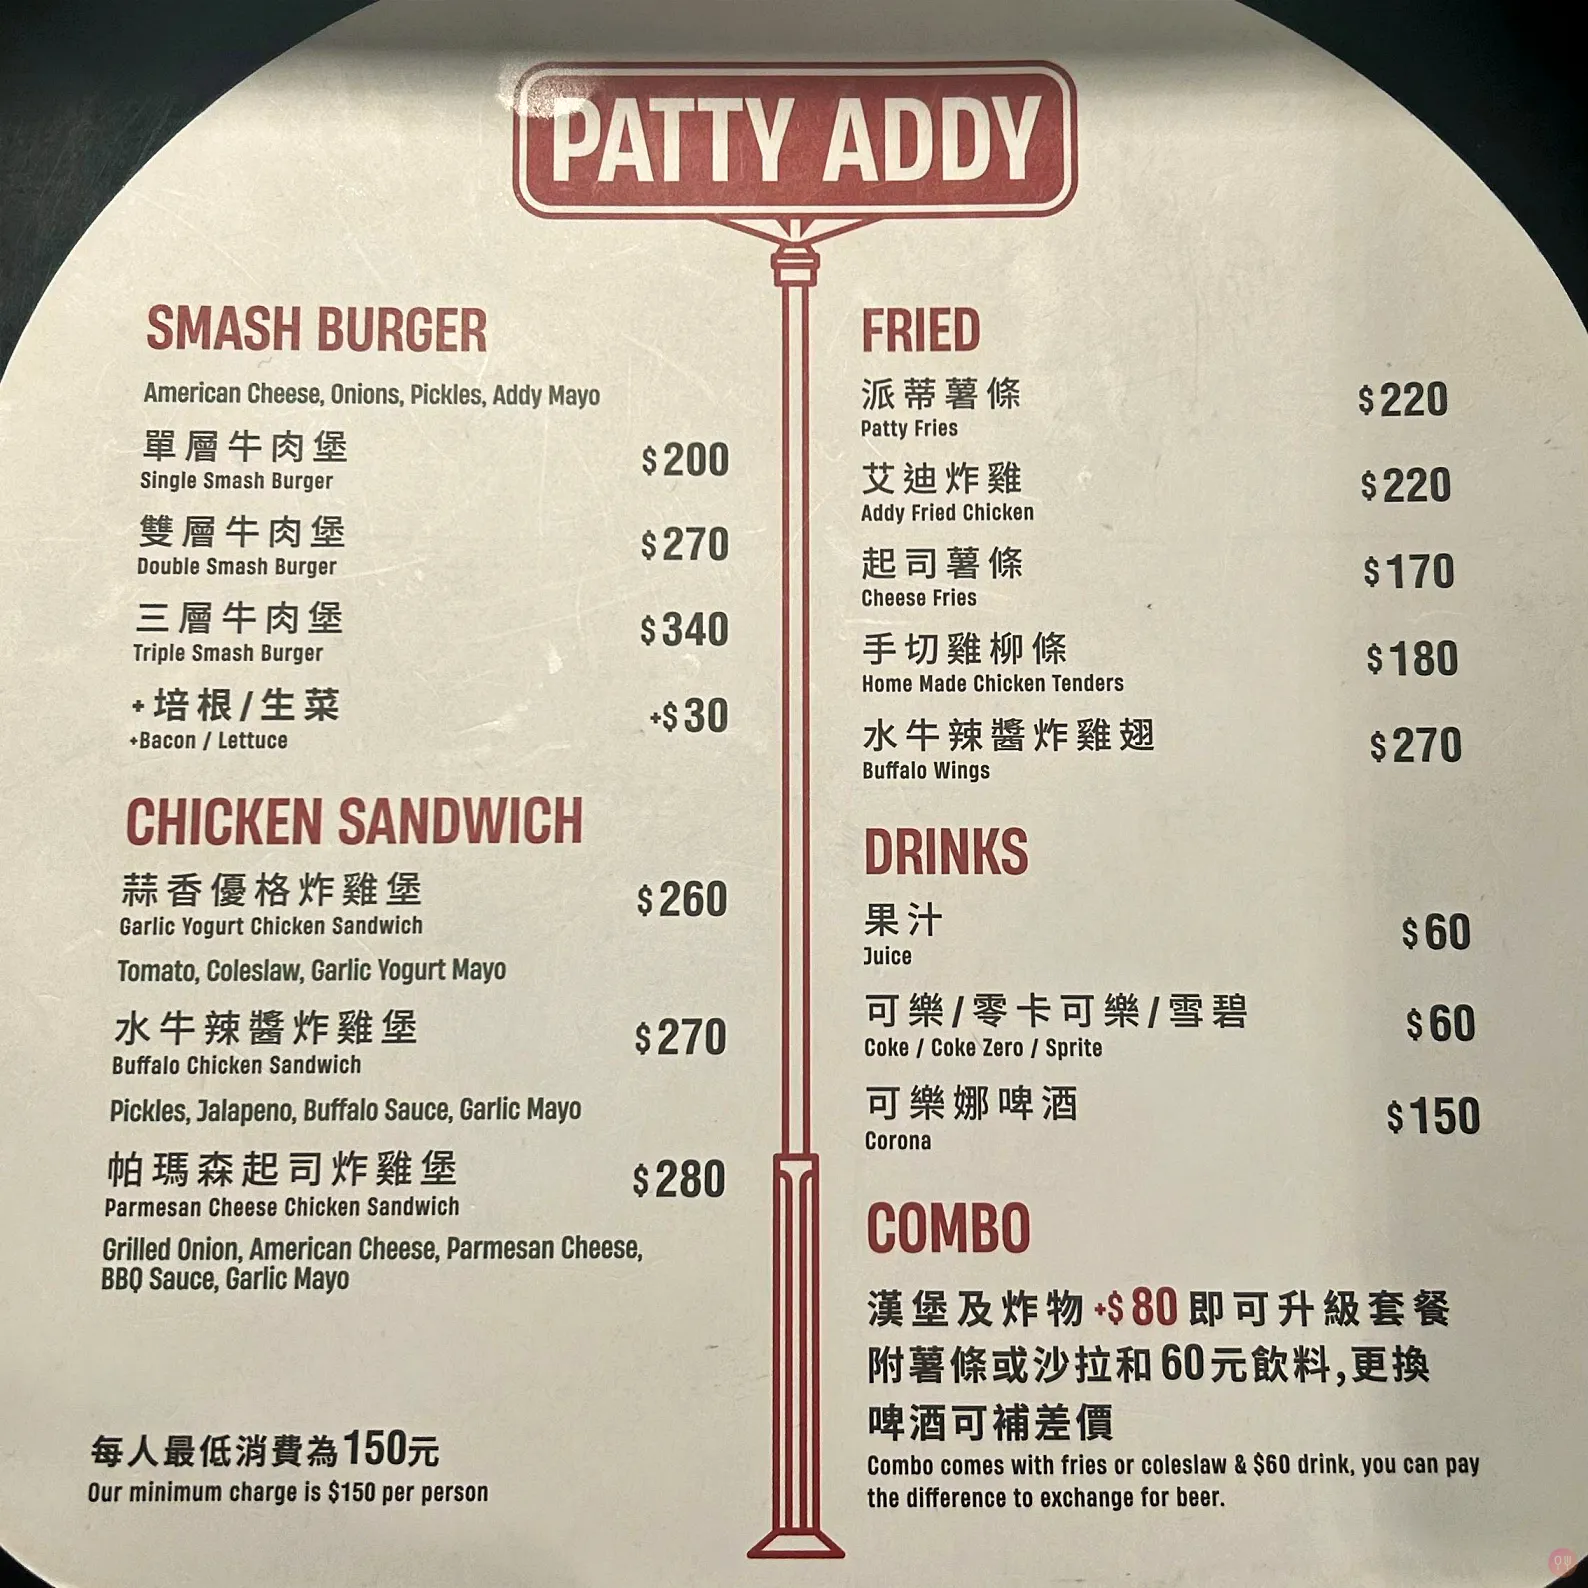 PATTY ADDY
SMASH BURGER
American Cheese, Onions, Pickles, Addy Mayo
單層牛肉堡 $200
Single Smash Burger
雙層牛肉堡 $270
Double Smash Burger
三層牛肉堡 $340
Triple Smash Burger
+培根/生菜 +$30
+Bacon / Lettuce
CHICKEN SANDWICH
蒜香優格炸雞堡 $260
Garlic Yogurt Chicken Sandwich
Tomato, Coleslaw, Garlic Yogurt Mayo
水牛辣醬炸雞堡 $270
Buffalo Chicken Sandwich
Pickles, Jalapeno, Buffalo Sauce, Garlic Mayo
帕瑪森起司炸雞堡 $280
Parmesan Cheese Chicken Sandwich
Grilled Onion, American Cheese, Parmesan Cheese,
BBQ Sauce, Garlic Mayo
每人最低消費為150元
Our minimum charge is $150 per person
FRIED
派蒂薯條 $220
Patty Fries
艾迪炸雞 $220
Addy Fried Chicken
起司薯條 $170
Cheese Fries
手切雞柳條 $180
Home Made Chicken Tenders
水牛辣醬炸雞翅 $270
Buffalo Wings
DRINKS
果汁 $60
Juice
可樂/零卡可樂/雪碧 $60
Coke / Coke Zero / Sprite
可樂娜啤酒 $150
Corona
COMBO
漢堡及炸物+$80即可升級套餐
附薯條或沙拉和60元飲料,更換
啤酒可補差價
Combo comes with fries or coleslaw & $60 drink, you can pay
the difference to exchange for beer.